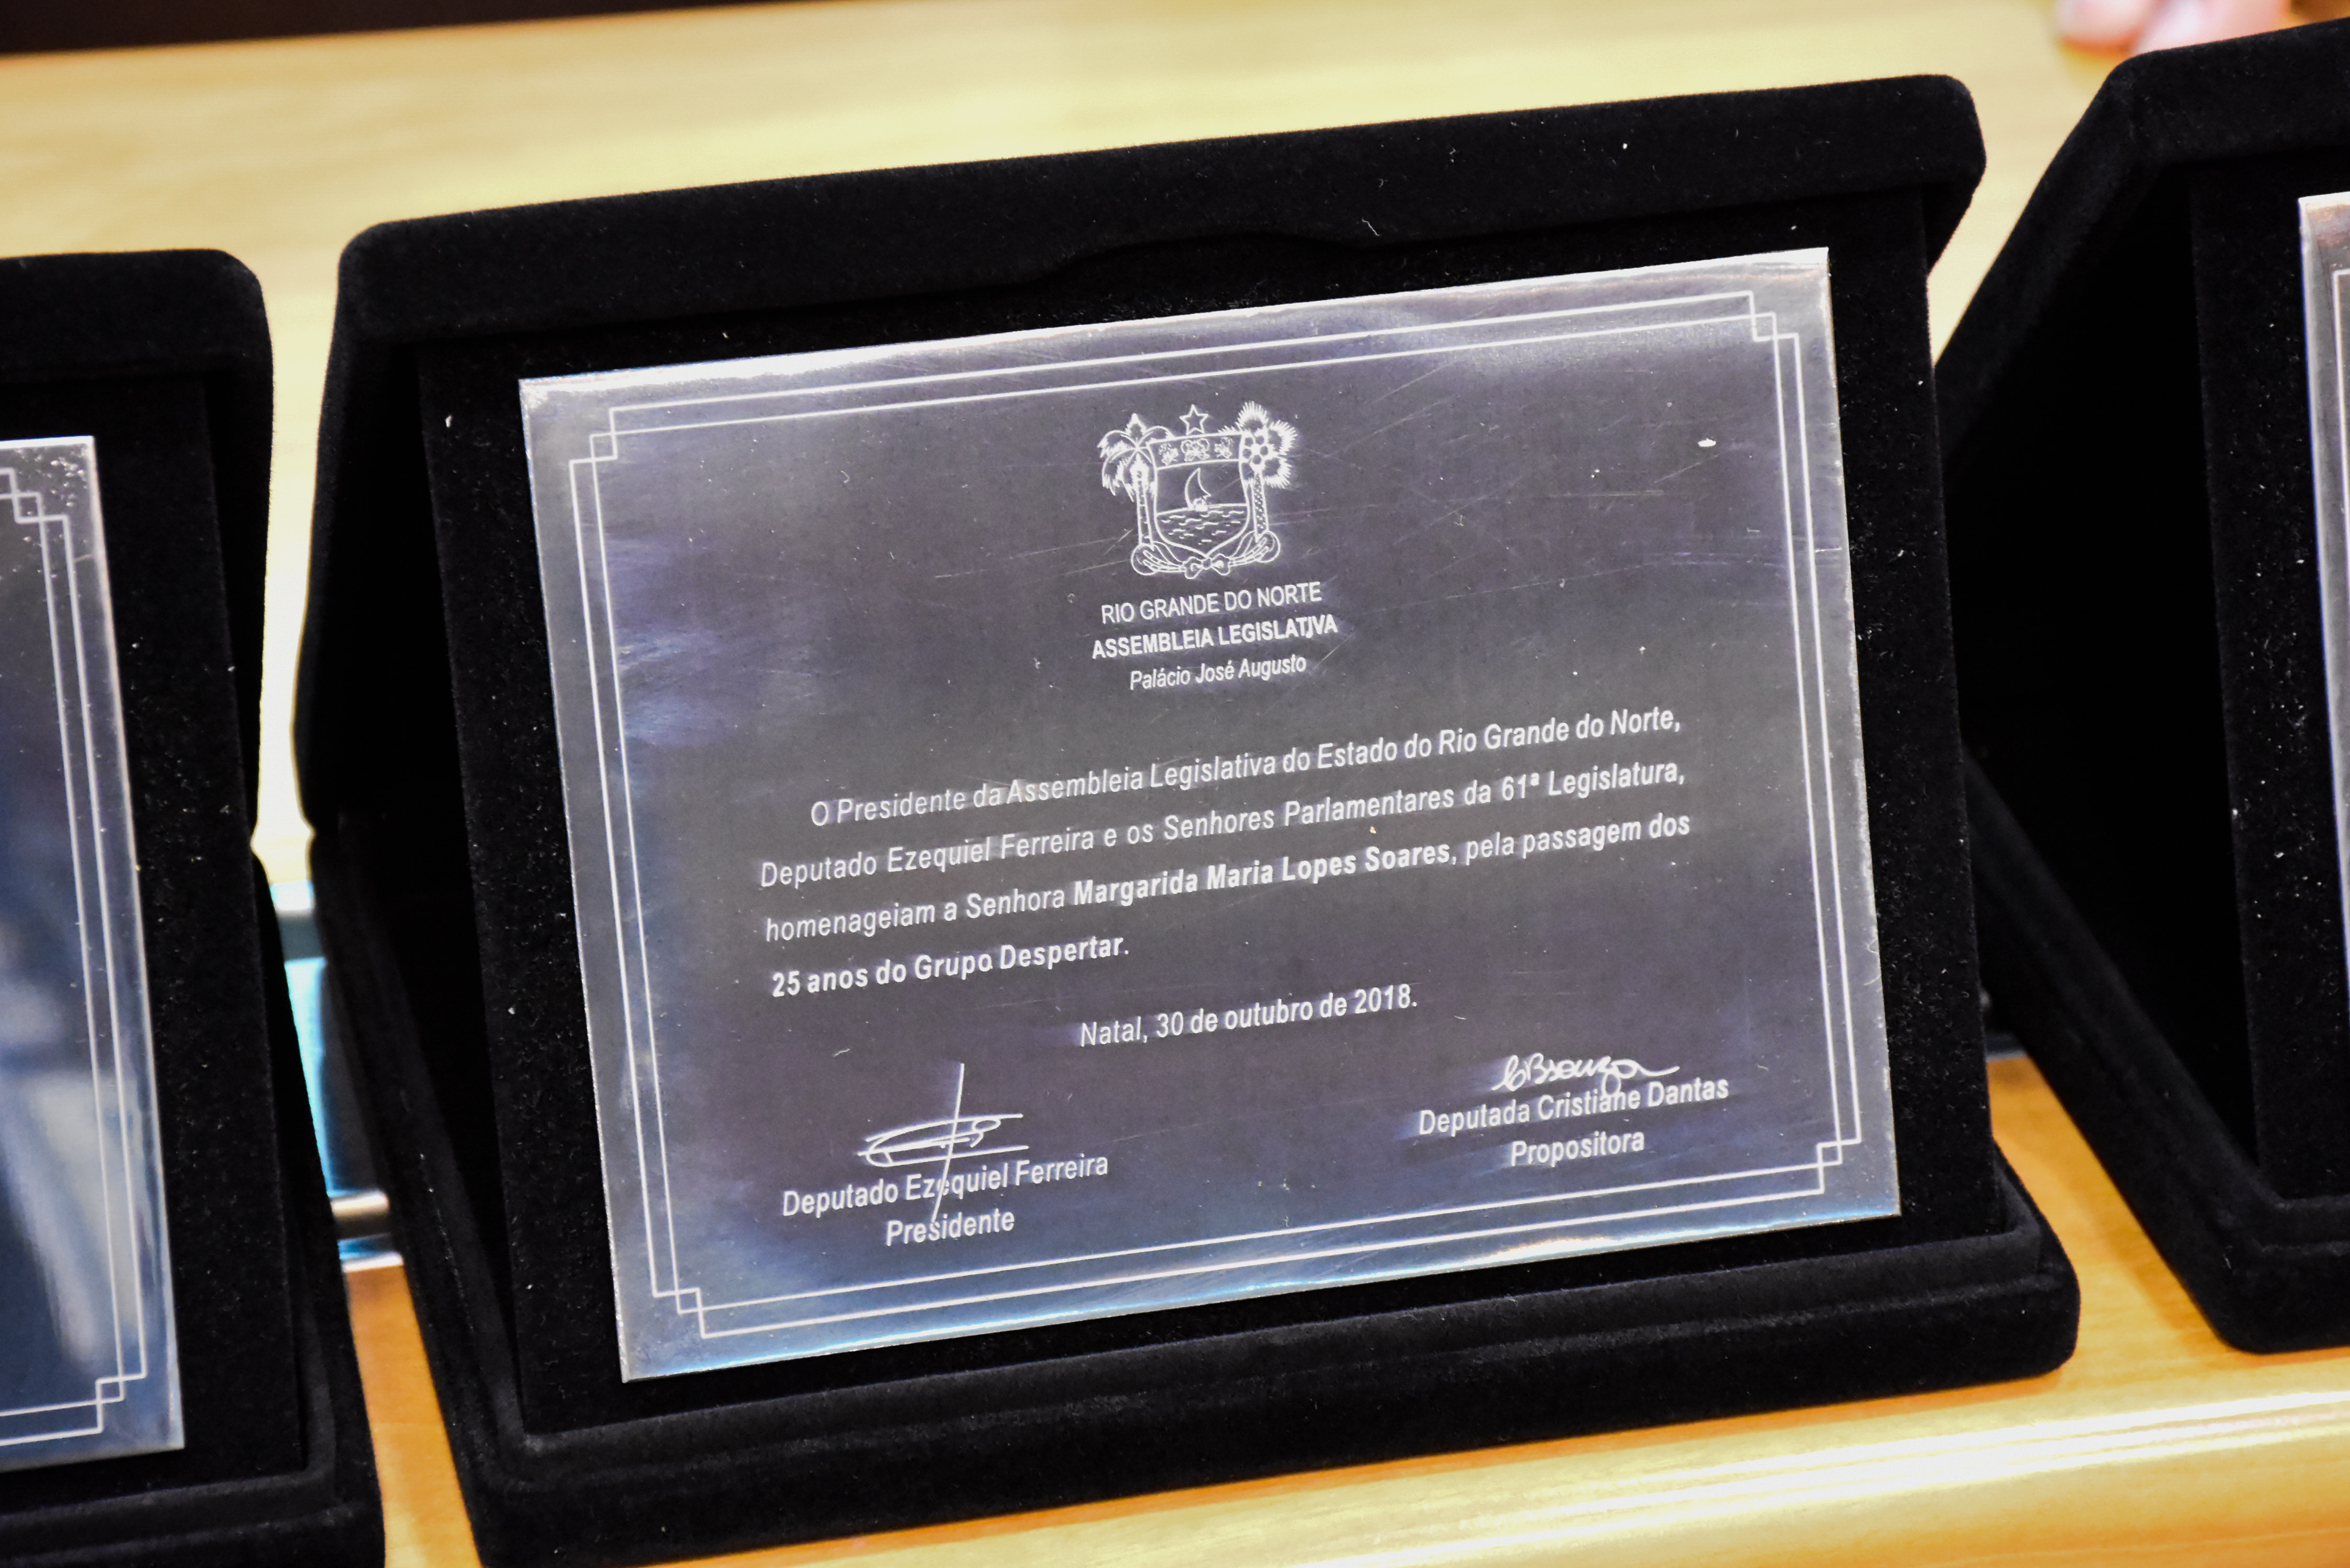 RIO GRANDE DO NORTE
ASSEMBLEIA LEGISLATIVA
Palácio José Augusto
O Presidente da Assembleia Legislativa do Estado do Rio Grande do Norte,
Deputado Ezequiel Ferreira e os Senhores Parlamentares da 61ª Legislatura,
homenageiam a Senhora Margarida Maria Lopes Soares, pela passagem dos
25 anos do Grupo Despertar.
Natal, 30 de outubro de 2018.
Deputado Ezequiel Ferreira
Presidente
Deputada Cristiane Dantas
Propositora